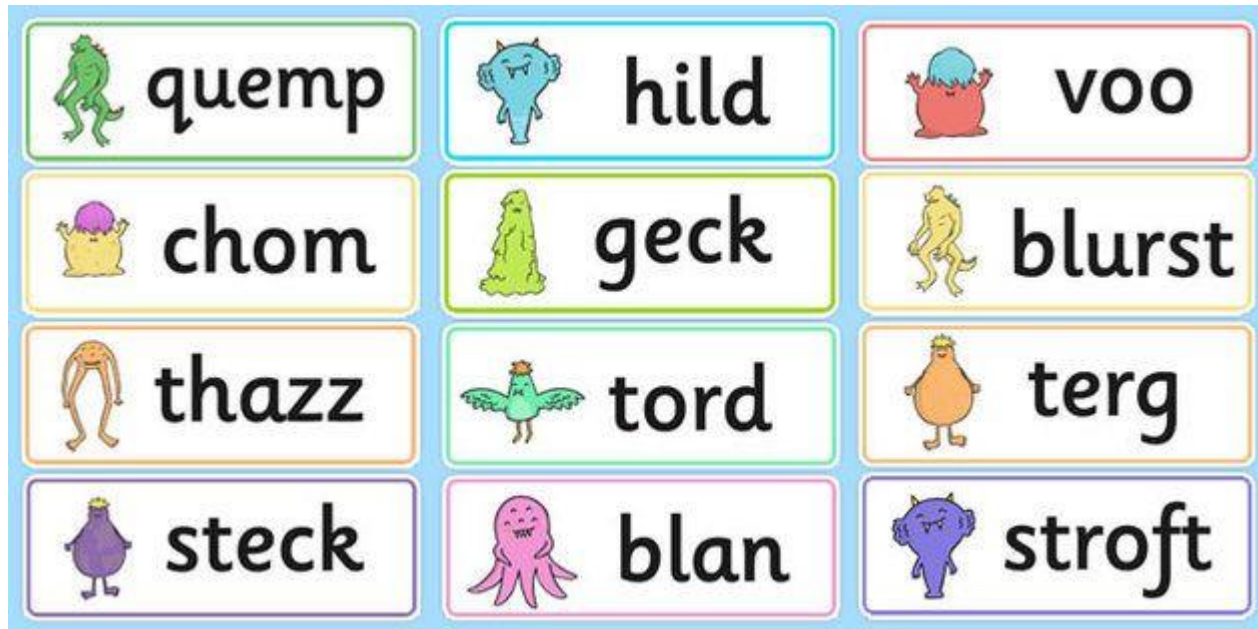 quemp
hild
voo
chom
geck
blurst
thazz
tord
terg
steck
blan
stroft